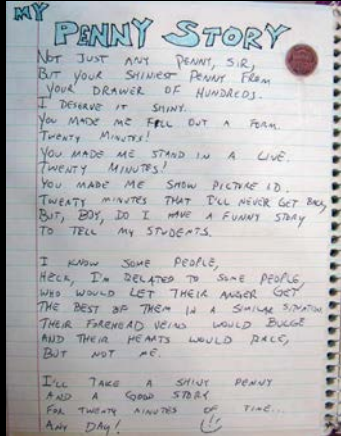 MY
PENNY STORY
NOT JUST ANY PENNY, SIR,
BUT YOUR SHINIEST PENNY FROM
YOUR DRAWER OF HUNDREDS.
I DESERVE IT SHINY.
YOU MADE ME FILL OUT A FORM.
TWENTY MINUTES!
YOU MADE ME STAND IN A LINE.
TWENTY MINUTES!
YOU MADE ME SHOW PICTURE ID.
TWENTY MINUTES THAT I'LL NEVER GET BACK,
BUT, BOY, DO I HAVE A FUNNY STORY
TO TELL MY STUDENTS.
I KNOW SOME PEOPLE,
HECK, I'M RELATED TO SOME PEOPLE,
WHO WOULD LET THEIR ANGER GET
THE BEST OF THEM IN A SIMILAR SITUATION,
THEIR FOREHEAD VEINS WOULD BULGE
AND THEIR HEARTS WOULD RACE,
BUT NOT ME.
I'LL TAKE A SHINY PENNY
AND A GOOD STORY
FOR TWENTY MINUTES OF TIME...
ANY DAY!